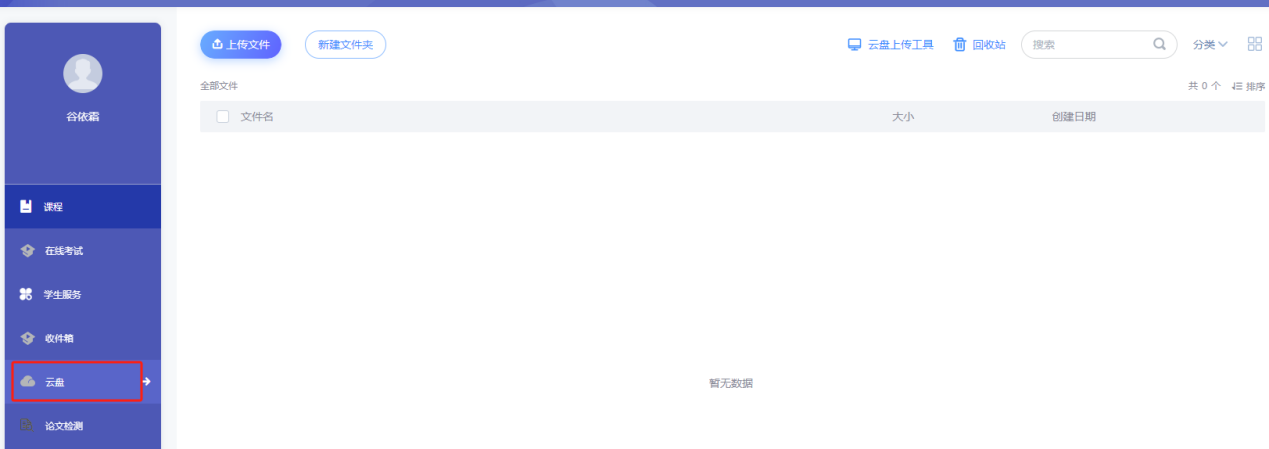 上传文件
新建文件夹
云盘上传工具
回收站
搜索
分类
全部文件
共 0 个
排序
文件名
大小
创建日期
谷依霜
课程
在线考试
学生服务
收件箱
云盘
论文检测
暂无数据